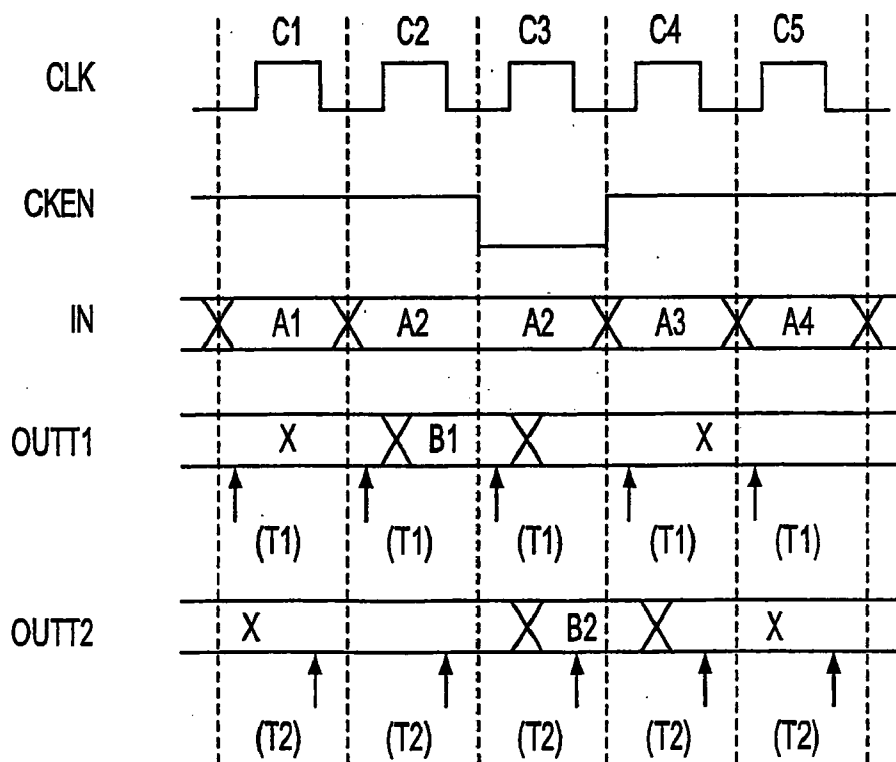 C1 C2 C3 C4 C5
CLK
CKEN
IN A1 A2 A2 A3 A4
OUTT1 X B1 X
(T1) (T1) (T1) (T1) (T1)
OUTT2 X B2 X
(T2) (T2) (T2) (T2) (T2)